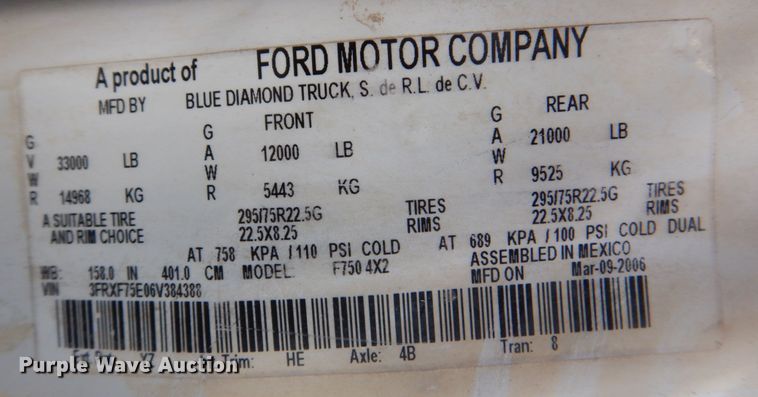 A product of FORD MOTOR COMPANY
MFD BY BLUE DIAMOND TRUCK, S. de R.L. de C.V.
GVWR 33000 LB 14968 KG
FRONT GAWR 12000 LB 5443 KG
REAR GAWR 21000 LB 9525 KG
A SUITABLE TIRE 295/75R22.5G TIRES 295/75R22.5G TIRES
AND RIM CHOICE 22.5X8.25 RIMS 22.5X8.25 RIMS
AT 758 KPA/110 PSI COLD AT 689 KPA/100 PSI COLD DUAL
WB: 158.0 IN 401.0 CM MODEL: F750 4X2 ASSEMBLED IN MEXICO
VIN 3FRXF75E06V384388 MFD ON Mar-09-2006
Trim: HE Axle: 4B Tran: 8
Purple Wave Auction